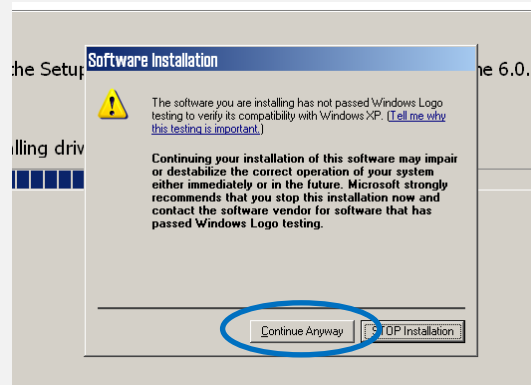 the Setup
ne 6.0.
Software Installation
The software you are installing has not passed Windows Logo
testing to verify its compatibility with Windows XP. (Tell me why
this testing is important.)
lling driv
Continuing your installation of this software may impair
or destabilize the correct operation of your system
either immediately or in the future. Microsoft strongly
recommends that you stop this installation now and
contact the software vendor for software that has
passed Windows Logo testing.
Continue Anyway
STOP Installation